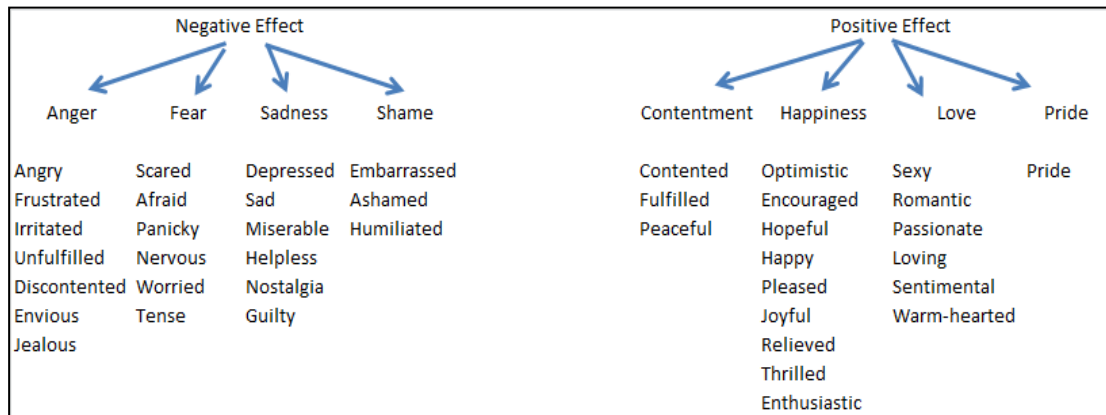 Negative Effect Positive Effect
Anger Fear Sadness Shame Contentment Happiness Love Pride
Angry Scared Depressed Embarrassed Contented Optimistic Sexy Pride
Frustrated Afraid Sad Ashamed Fulfilled Encouraged Romantic
Irritated Panicky Miserable Humiliated Peaceful Hopeful Passionate
Unfulfilled Nervous Helpless Happy Loving
Discontented Worried Nostalgia Pleased Sentimental
Envious Tense Guilty Joyful Warm-hearted
Jealous Relieved
Thrilled
Enthusiastic